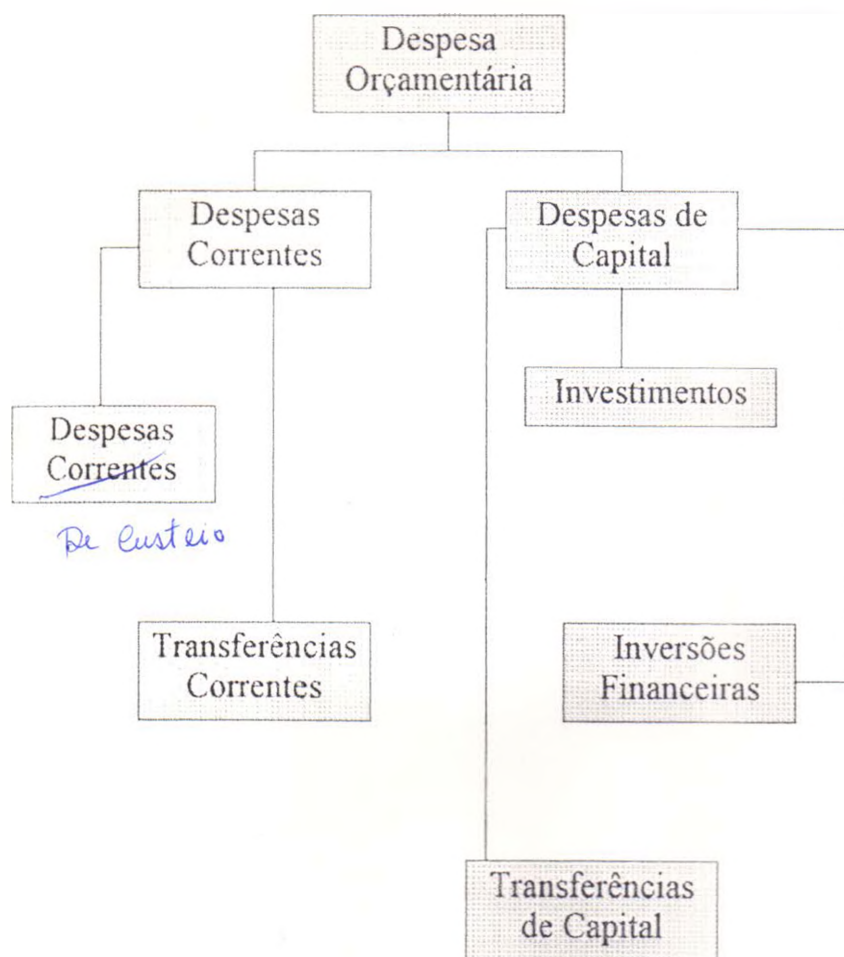 Despesa
Orçamentária
Despesas
Correntes
Despesas de
Capital
Investimentos
Despesas
Correntes
De Custeio
Transferências
Correntes
Inversões
Financeiras
Transferências
de Capital